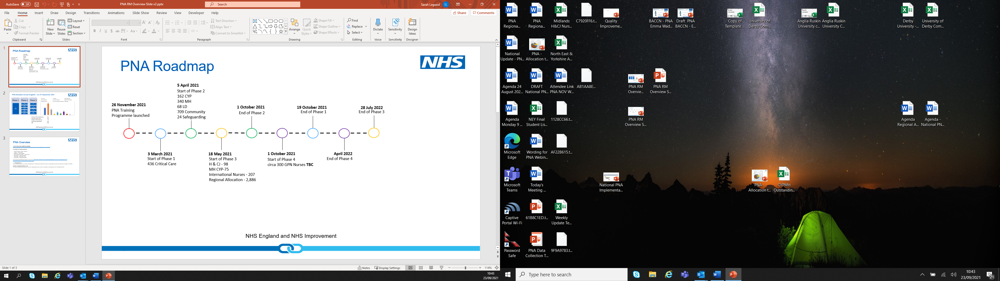 AutoSave Off
PNA RM Overview Slide v2.pptx
Search
Sarah Legood SL
File Home Insert Draw Design Transitions Animations Slide Show Review View Developer Help
Share Comments
Paste
Cut
Copy
Format Painter
Clipboard
New Slide
Reuse Slides
Layout
Reset
Section
Slides
Font
Text Direction
Align Text
Convert to SmartArt
Paragraph
Arrange
Quick Styles
Shape Fill
Shape Outline
Shape Effects
Drawing
Find
Replace
Select
Editing
Dictate
Voice
Sensitivity
Sensitivity
Design Ideas
Designer
1
PNA Roadmap
NHS
2
PNA Allocation Across England – w/c 27 September 2021
NHS
Phase 1 Phase 2 Phase 3
3
PNA Overview
NHS
PNA Roadmap
NHS
5 April 2021
Start of Phase 2
162 CYP
340 MH
68 LD
709 Community
24 Safeguarding
26 November 2021
PNA Training
Programme launched
1 October 2021
End of Phase 2
19 October 2021
End of Phase 1
28 July 2022
End of Phase 3
3 March 2021
Start of Phase 1
436 Critical Care
18 May 2021
Start of Phase 3
H & CJ - 98
MH CYP-75
International Nurses - 207
Regional Allocation - 2,886
1 October 2021
Start of Phase 4
circa 300 GPN Nurses TBC
April 2022
End of Phase 4
NHS England and NHS Improvement
Slide 1 of 3
Notes
Display Settings
114%
10:43
23/09/2021
PNA Regiona...
PNA Regiona...
Midlands H&CJ Nurs...
C7920FF6.t...
Quality Improveme...
BACCN - PNA Emma Wad...
Draft PNA BACCN - E...
Copy of Template ...
University of Derby Com...
Anglia Ruskin University c...
Anglia Ruskin University C...
Derby University -...
University of Derby Com...
National Update - PN...
PNA - Allocation t...
North East & Yorkshire A...
Agenda 24 August 202...
DRAFT National PN...
Attendee Link PNA NOV W...
AB1AA8E...
PNA RM Overvie...
PNA RM Overview S...
Agenda Monday 9 ...
NEY Final Student Lis...
1128CC66.t...
PNA RM Overview S...
Agenda Regional A...
Agenda - National PN...
Microsoft Edge
Wording for PNA Webin...
AF22B615.t...
Microsoft Teams
Today's Meeting ...
National PNA Implementa...
PNA - Allocation t...
CYPMH Outstandin...
Captive Portal Wi-Fi
61B8C1ED.t...
Weekly Update Te...
Password Safe
PNA Data Collection T...
9F9A9783.t...
Type here to search
10:43
23/09/2021
21